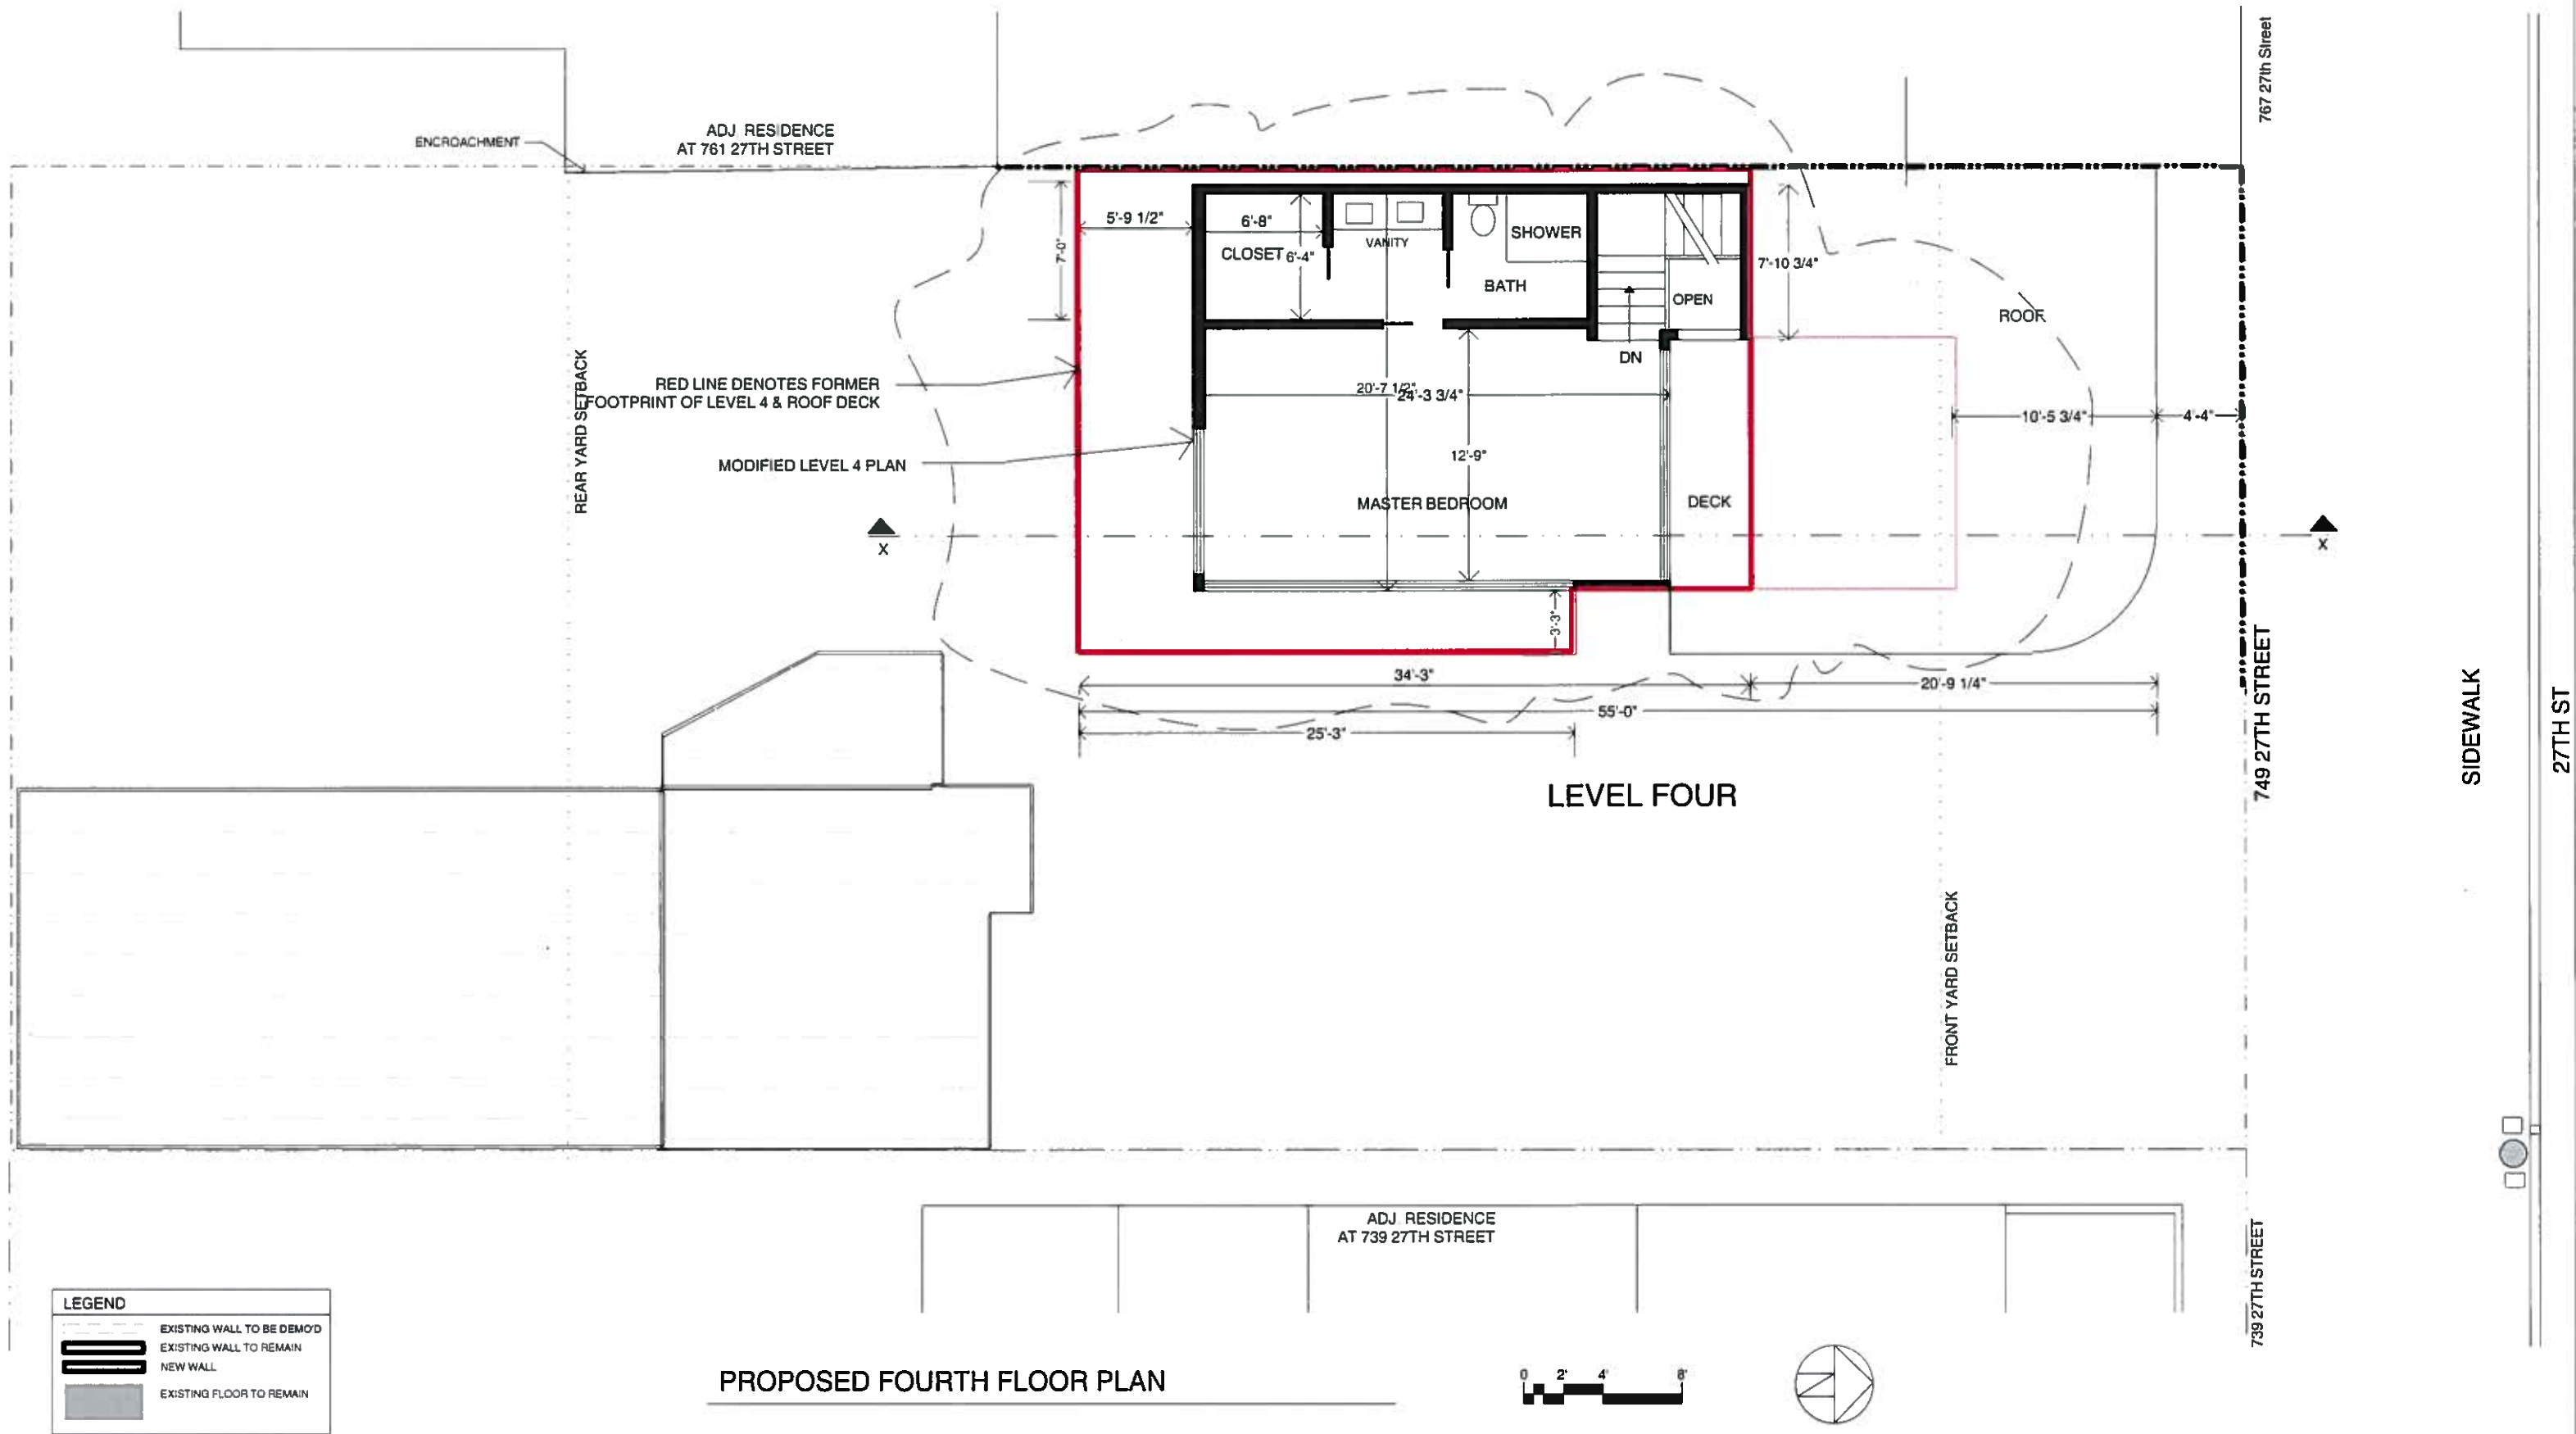 767 27th Street
ENCROACHMENT
ADJ. RESIDENCE
AT 761 27TH STREET
5'-9 1/2"
7'-0"
6'-8"
CLOSET
6'-4"
VANITY
SHOWER
BATH
OPEN
7'-10 3/4"
DN
ROOF
REAR YARD SETBACK
RED LINE DENOTES FORMER
FOOTPRINT OF LEVEL 4 & ROOF DECK
MODIFIED LEVEL 4 PLAN
20'-7 1/2"
24'-3 3/4"
12'-9"
MASTER BEDROOM
DECK
10'-5 3/4"
4'-4"
X
X
3'-3"
34'-3"
20'-9 1/4"
55'-0"
25'-3"
LEVEL FOUR
749 27TH STREET
SIDEWALK
27TH ST
FRONT YARD SETBACK
ADJ. RESIDENCE
AT 739 27TH STREET
739 27TH STREET
LEGEND
EXISTING WALL TO BE DEMO'D
EXISTING WALL TO REMAIN
NEW WALL
EXISTING FLOOR TO REMAIN
PROPOSED FOURTH FLOOR PLAN
0 2' 4' 8'
N